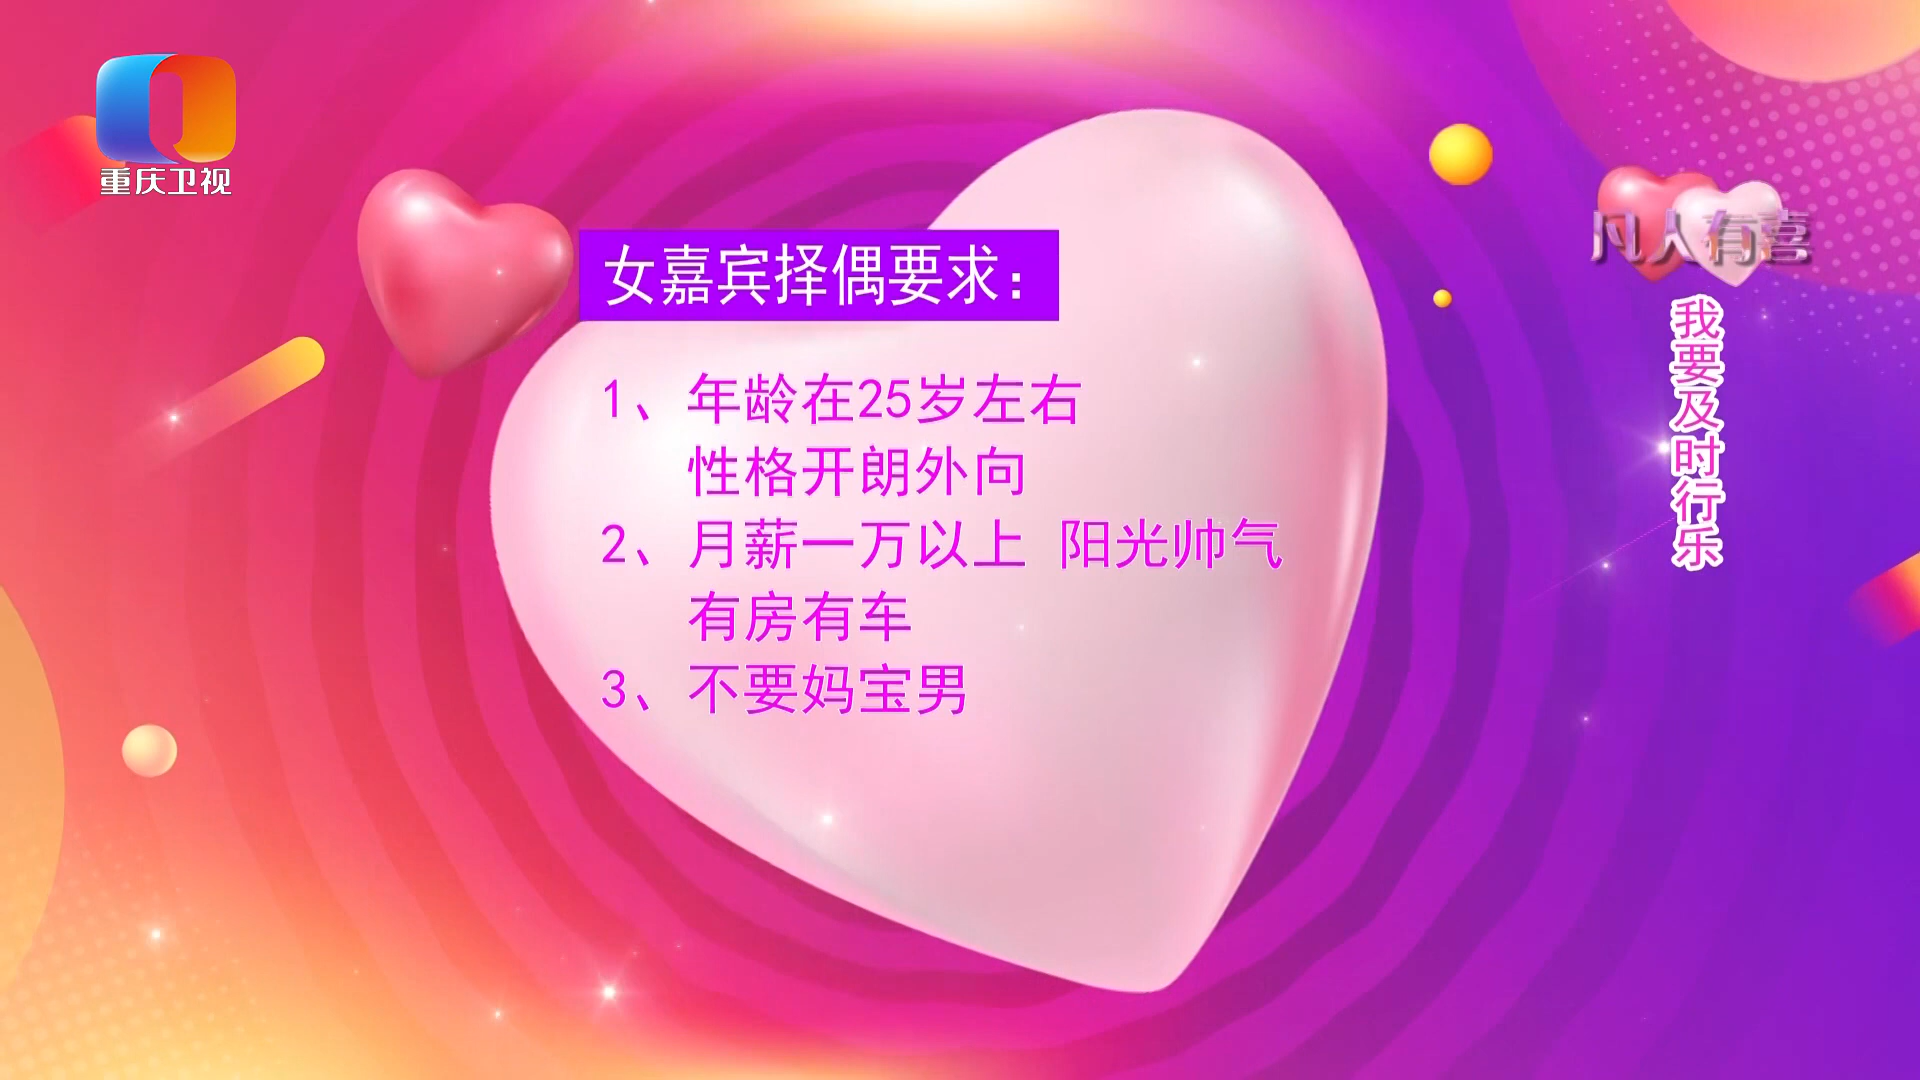 重庆卫视
凡人有喜
我要及时行乐
女嘉宾择偶要求：
1、年龄在25岁左右
性格开朗外向
2、月薪一万以上 阳光帅气
有房有车
3、不要妈宝男